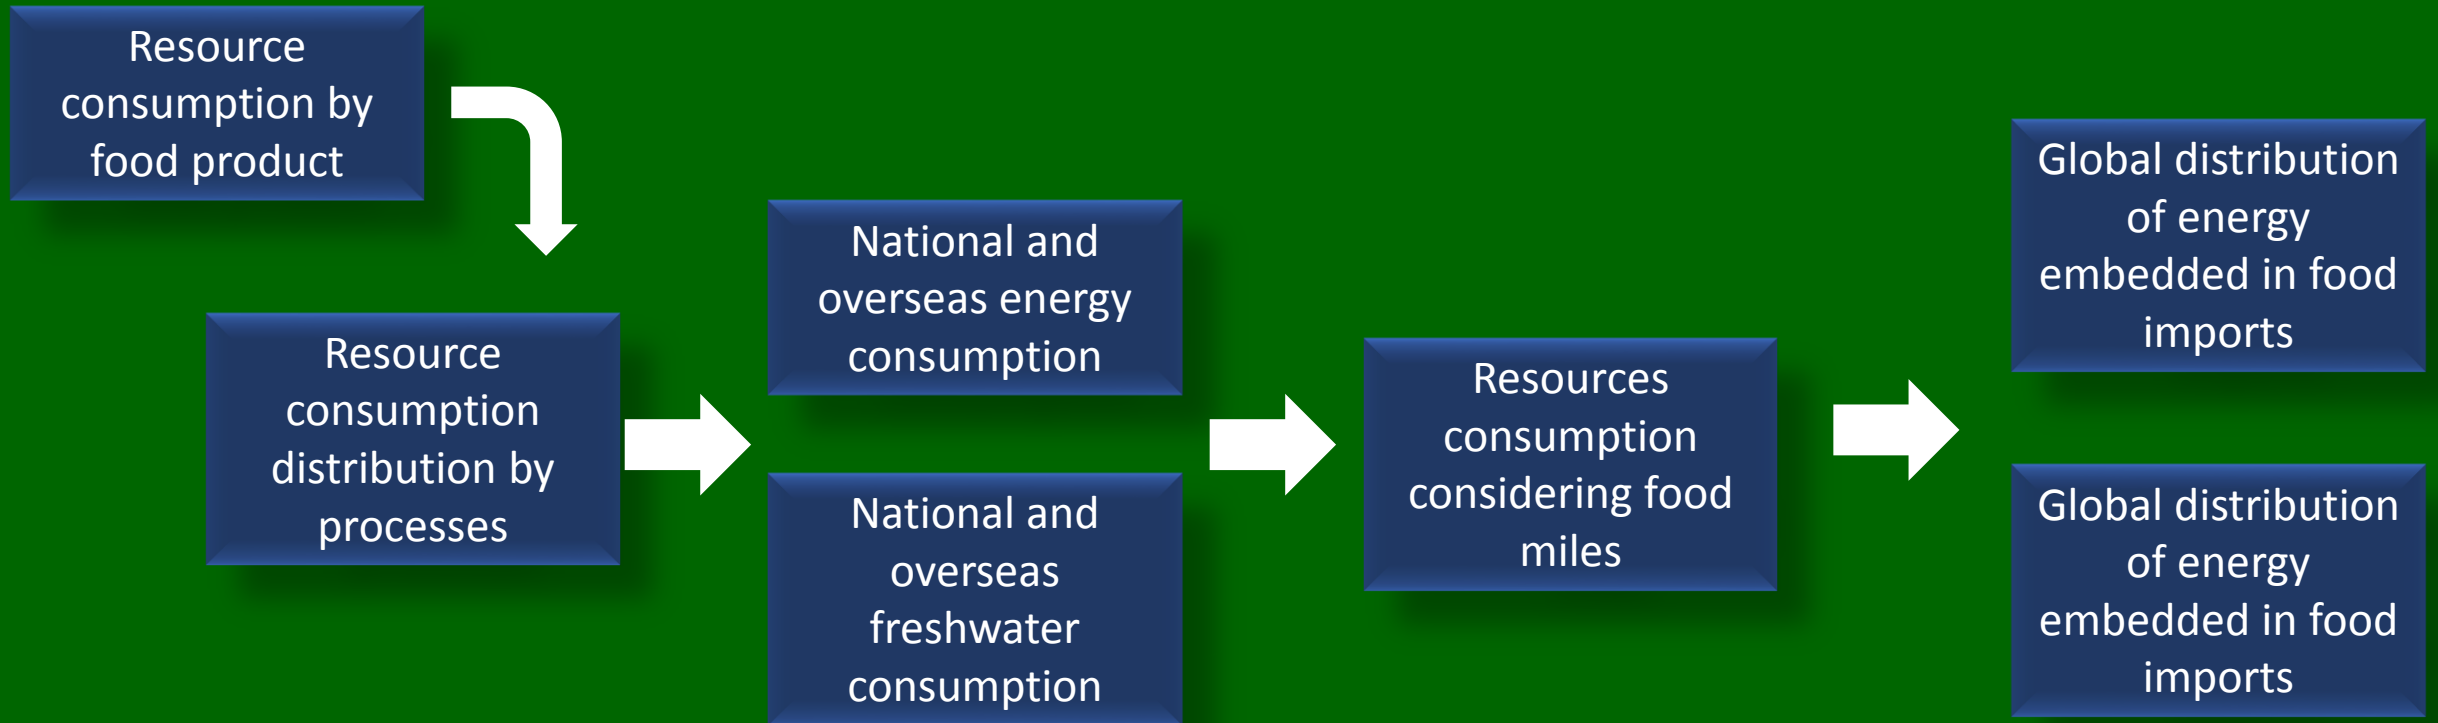 Resource
consumption by
food product
Resource
consumption
distribution by
processes
National and
overseas energy
consumption
National and
overseas
freshwater
consumption
Resources
consumption
considering food
miles
Global distribution
of energy
embedded in food
imports
Global distribution
of energy
embedded in food
imports